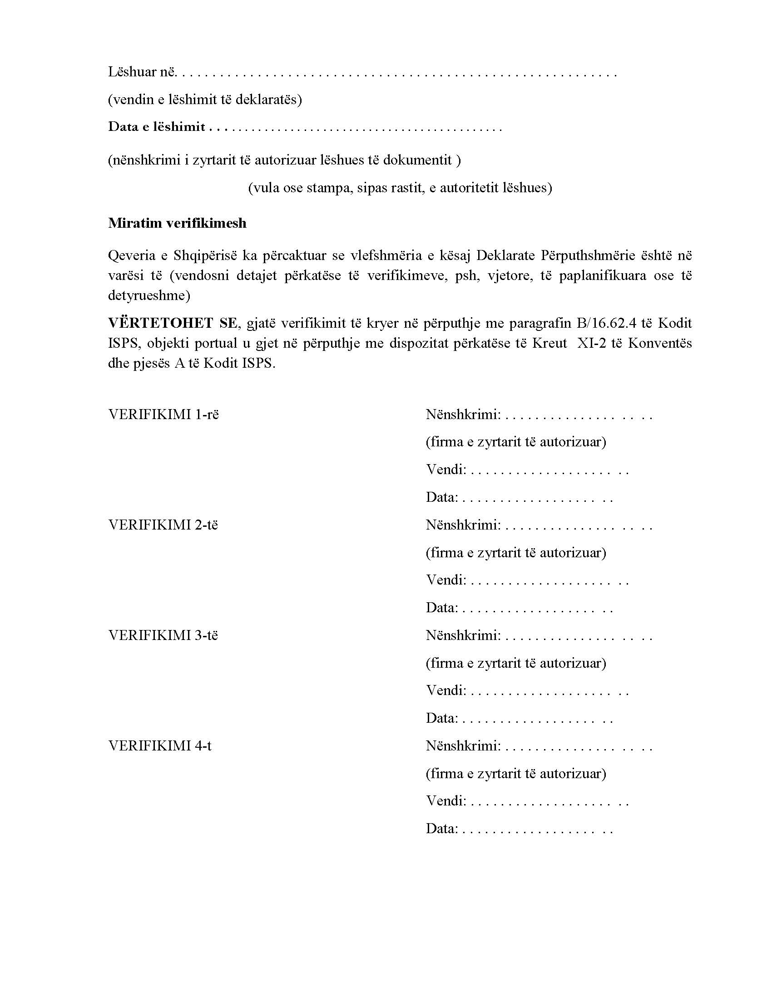 Lëshuar në. . . . . . . . . . . . . . . . . . . . . . . . . . . . . . . . . . . . . . . . . . . . . . . . . . . . . . . . . . .
(vendin e lëshimit të deklaratës)
Data e lëshimit . . . . . . . . . . . . . . . . . . . . . . . . . . . . . . . . . . . . . . . . . . . . .
(nënshkrimi i zyrtarit të autorizuar lëshues të dokumentit )
(vula ose stampa, sipas rastit, e autoritetit lëshues)
Miratim verifikimesh
Qeveria e Shqipërisë ka përcaktuar se vlefshmëria e kësaj Deklarate Përputhshmërie është në
varësi të (vendosni detajet përkatëse të verifikimeve, psh, vjetore, të paplanifikuara ose të
detyrueshme)
VËRTETOHET SE, gjatë verifikimit të kryer në përputhje me paragrafin B/16.62.4 të Kodit
ISPS, objekti portual u gjet në përputhje me dispozitat përkatëse të Kreut XI-2 të Konventës
dhe pjesës A të Kodit ISPS.
VERIFIKIMI 1-rë Nënshkrimi: . . . . . . . . . . . . . . . . . . .
(firma e zyrtarit të autorizuar)
Vendi: . . . . . . . . . . . . . . . . . . . . .
Data: . . . . . . . . . . . . . . . . . . . .
VERIFIKIMI 2-të Nënshkrimi: . . . . . . . . . . . . . . . . . . .
(firma e zyrtarit të autorizuar)
Vendi: . . . . . . . . . . . . . . . . . . . . .
Data: . . . . . . . . . . . . . . . . . . . .
VERIFIKIMI 3-të Nënshkrimi: . . . . . . . . . . . . . . . . . . .
(firma e zyrtarit të autorizuar)
Vendi: . . . . . . . . . . . . . . . . . . . . .
Data: . . . . . . . . . . . . . . . . . . . .
VERIFIKIMI 4-t Nënshkrimi: . . . . . . . . . . . . . . . . . . .
(firma e zyrtarit të autorizuar)
Vendi: . . . . . . . . . . . . . . . . . . . . .
Data: . . . . . . . . . . . . . . . . . . . .